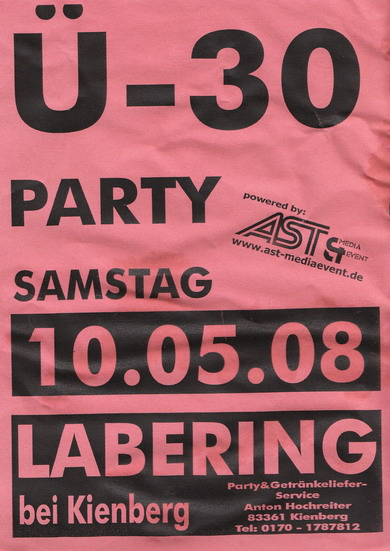 Ü-30
PARTY
powered by:
AST
MEDIA
EVENT
www.ast-mediaevent.de
SAMSTAG
10.05.08
LABERING
bei Kienberg
Party&Getränkeliefer-
Service
Anton Hochreiter
83361 Kienberg
Tel: 0170 - 1787812